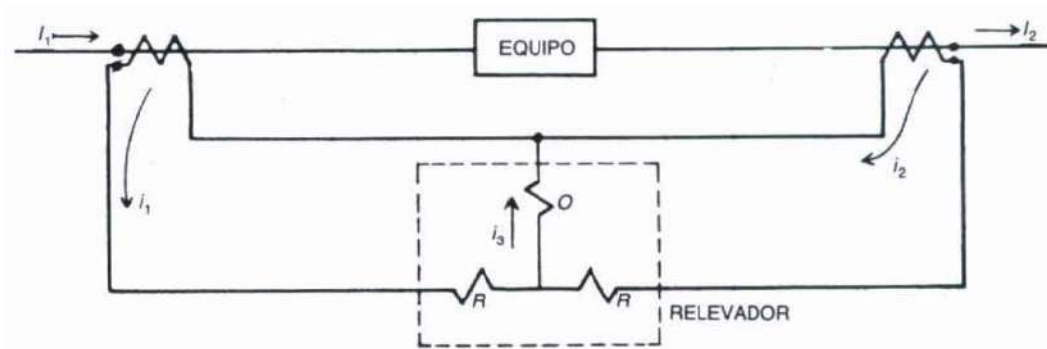 I₁
EQUIPO
I₂
i₁
i₂
i₃
O
R
R
RELEVADOR